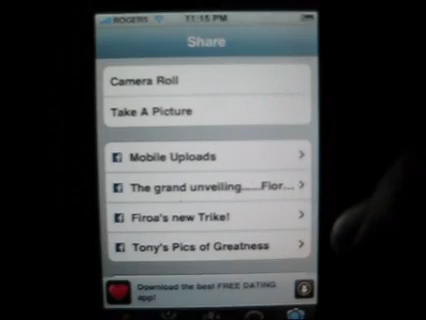 ROGERS 11:15 PM
Share
Camera Roll
Take A Picture
Mobile Uploads
The grand unveiling......Fior...
Firoa's new Trike!
Tony's Pics of Greatness
Download the best FREE DATING
app!